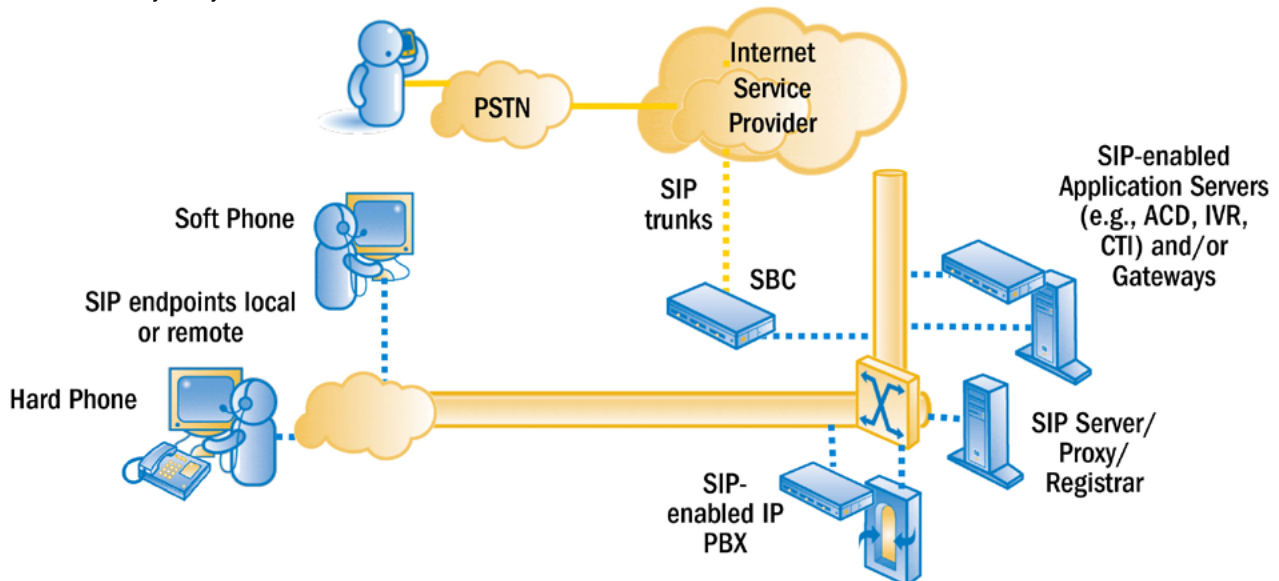 Internet
Service
Provider
PSTN
SIP-enabled
Application Servers
(e.g., ACD, IVR,
CTI) and/or
Gateways
SIP
trunks
Soft Phone
SBC
SIP endpoints local
or remote
Hard Phone
SIP Server/
Proxy/
Registrar
SIP-
enabled IP
PBX